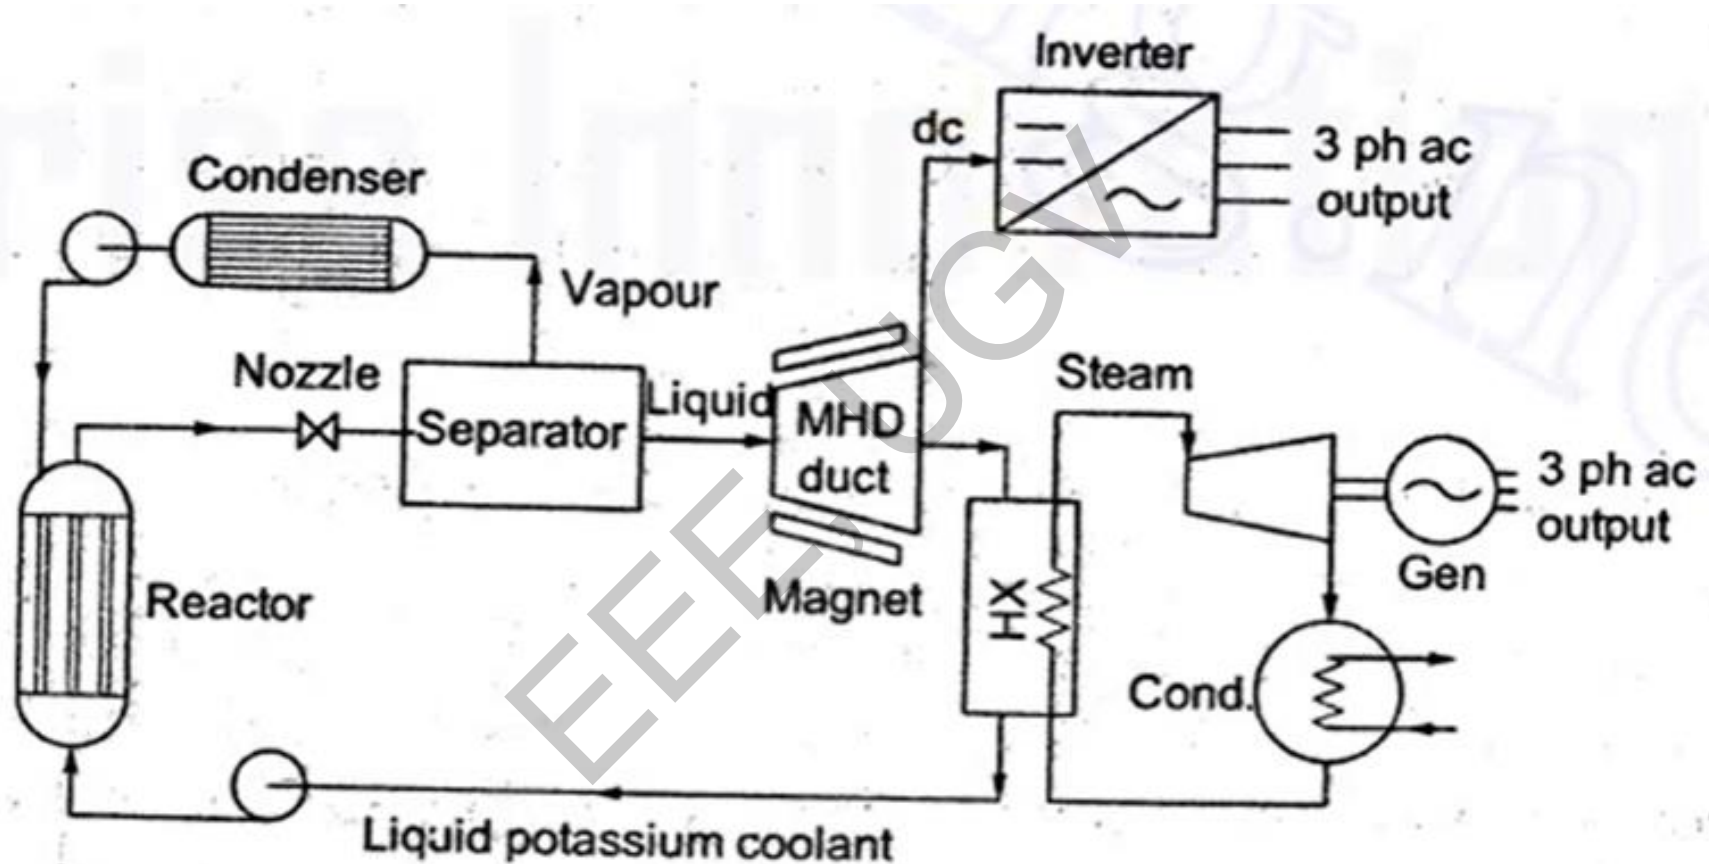 Inverter
dc
3 ph ac
output
Condenser
Vapour
Nozzle
Separator
Liquid
MHD
duct
Magnet
Steam
3 ph ac
output
Gen
Reactor
HX
Cond.
Liquid potassium coolant
EEE, UGV